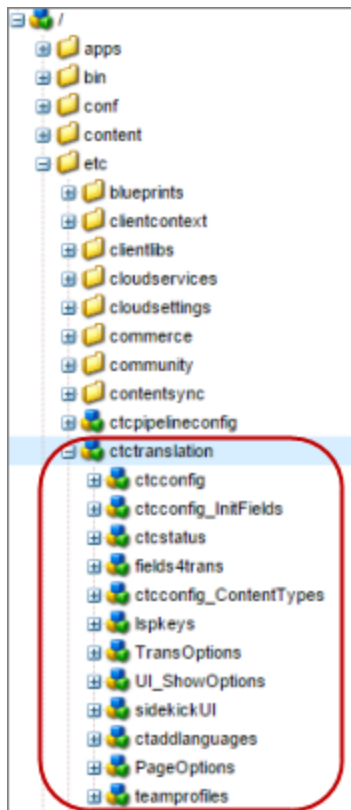 /
apps
bin
conf
content
etc
blueprints
clientcontext
clientlibs
cloudservices
cloudsettings
commerce
community
contentsync
ctcpipelineconfig
ctctranslation
ctcconfig
ctcconfig_InitFields
ctcstatus
fields4trans
ctcconfig_ContentTypes
lspkeys
TransOptions
UI_ShowOptions
sidekickUI
ctaddlanguages
PageOptions
teamprofiles